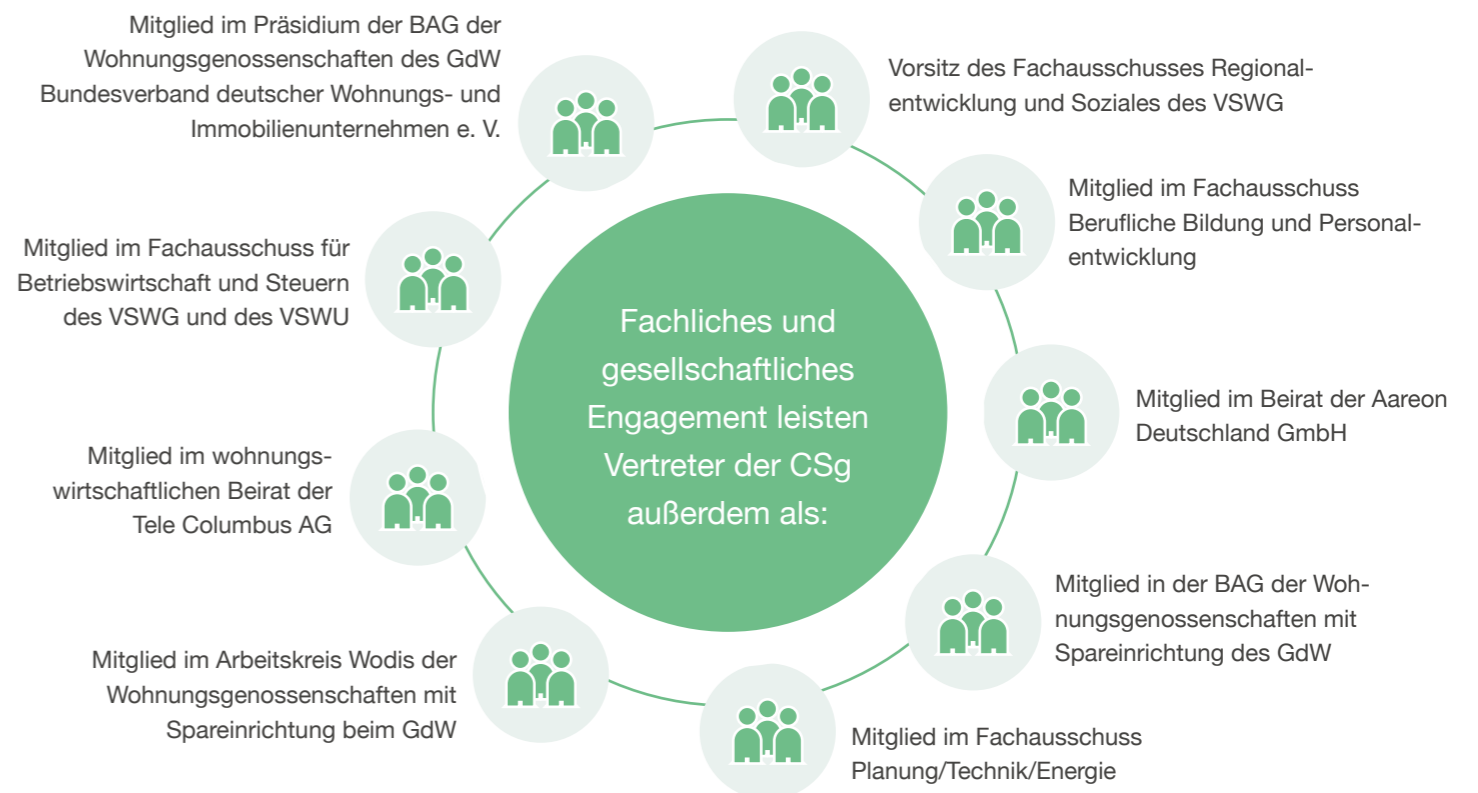 Mitglied im Präsidium der BAG der
Wohnungsgenossenschaften des GdW
Bundesverband deutscher Wohnungs- und
Immobilienunternehmen e. V.
Vorsitz des Fachausschusses Regional-
entwicklung und Soziales des VSWG
Mitglied im Fachausschuss
Berufliche Bildung und Personal-
entwicklung
Mitglied im Fachausschuss für
Betriebswirtschaft und Steuern
des VSWG und des VSWU
Fachliches und
gesellschaftliches
Engagement leisten
Vertreter der CSg
außerdem als:
Mitglied im Beirat der Aareon
Deutschland GmbH
Mitglied im wohnungs-
wirtschaftlichen Beirat der
Tele Columbus AG
Mitglied in der BAG der Woh-
nungsgenossenschaften mit
Spareinrichtung des GdW
Mitglied im Arbeitskreis Wodis der
Wohnungsgenossenschaften mit
Spareinrichtung beim GdW
Mitglied im Fachausschuss
Planung/Technik/Energie